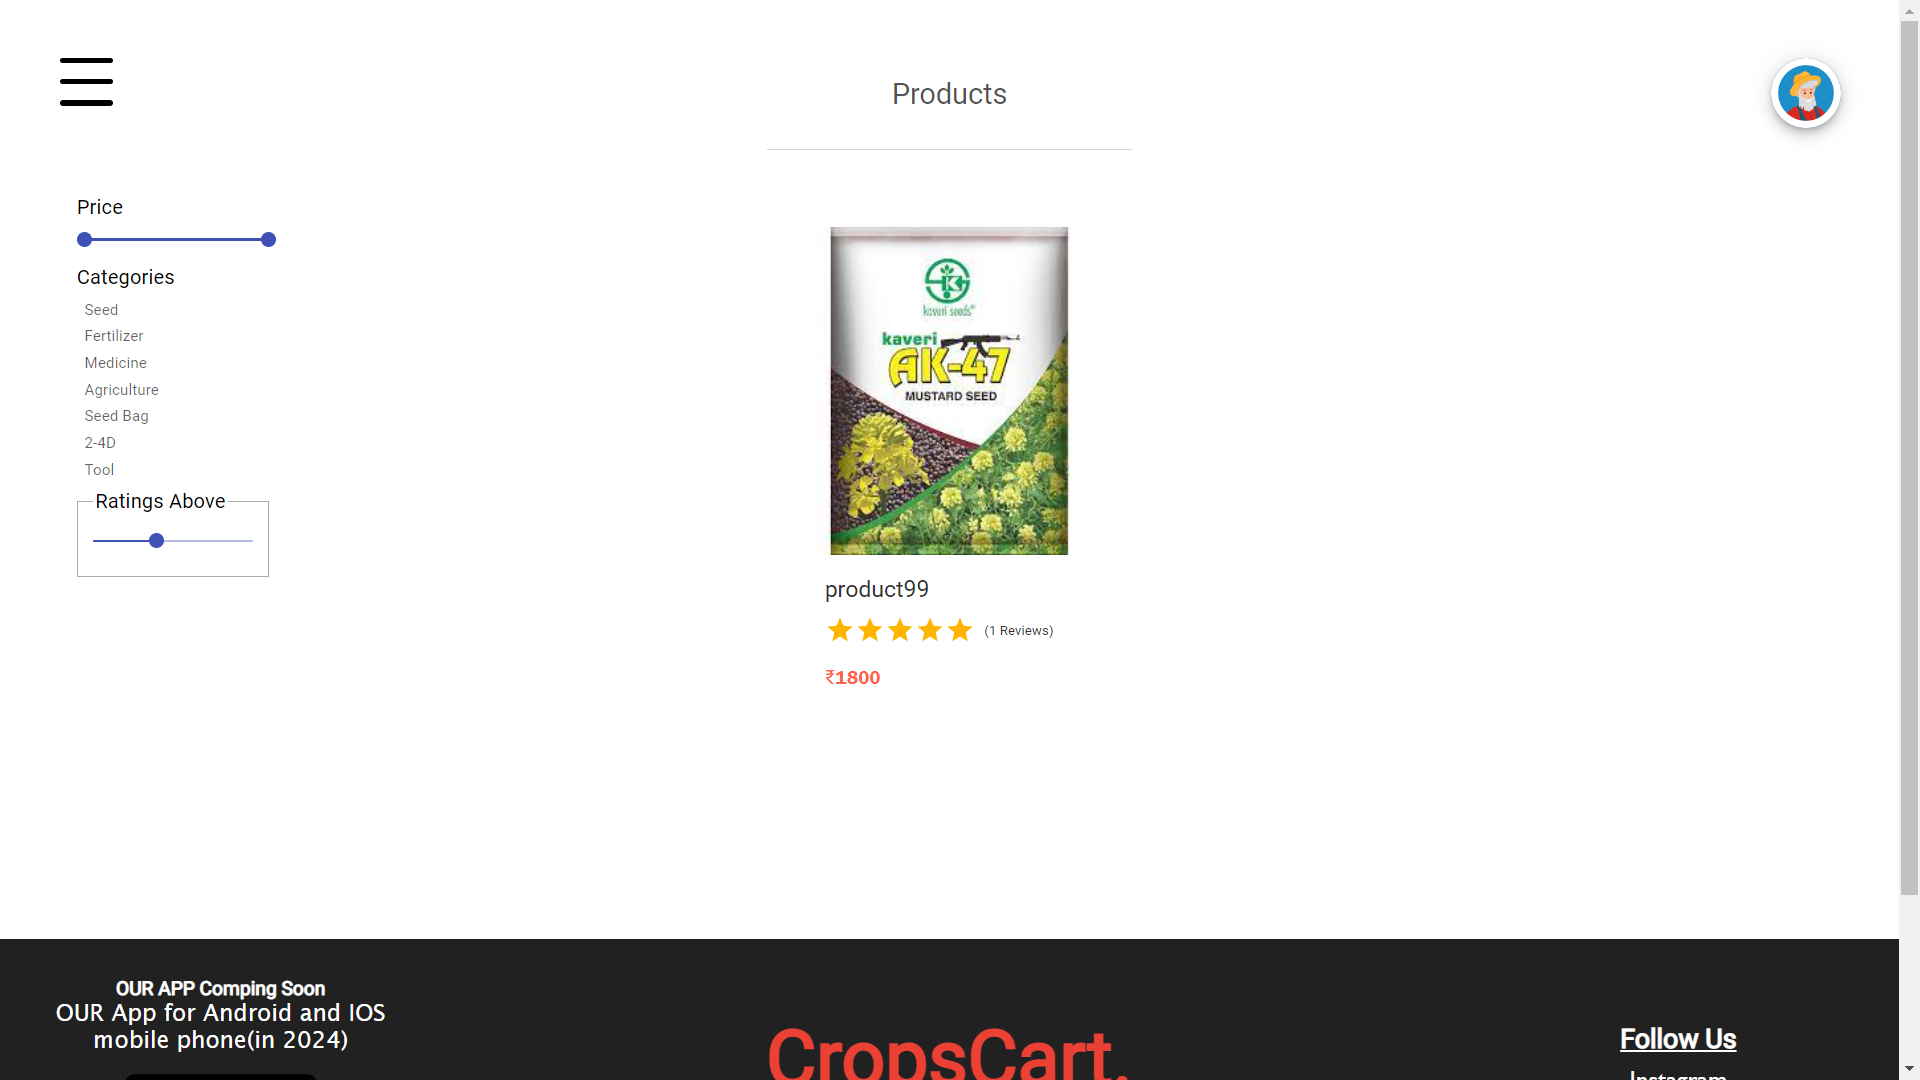 Products
Price
Categories
Seed
Fertilizer
Medicine
Agriculture
Seed Bag
2-4D
Tool
Ratings Above
kaveri seeds®
kaveri
AK-47
MUSTARD SEED
product99
(1 Reviews)
₹1800
OUR APP Comping Soon
OUR App for Android and IOS
mobile phone(in 2024)
CropsCart.
Follow Us
Instagram